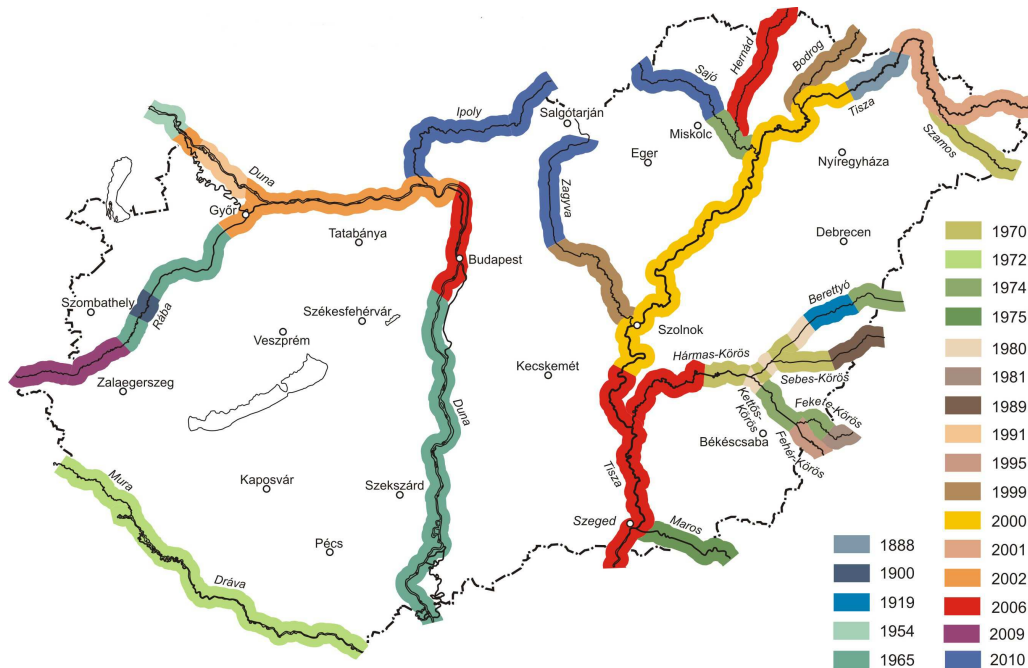 Hernád
Bodrog
Sajó
Tisza
Ipoly
Salgótarján
Miskolc
Szamos
Eger
Nyíregyháza
Duna
Zagyva
Győr
Tatabánya
Debrecen
Budapest
Berettyó
Szombathely
Rába
Székesfehérvár
Szolnok
Veszprém
Hármas-Körös
Sebes-Körös
Kecskemét
Zalaegerszeg
Kettős-
Körös
Fekete-Körös
Duna
Békéscsaba
Fehér-Körös
Mura
Kaposvár
Szekszárd
Tisza
Szeged
Maros
Pécs
Dráva
1888
1900
1919
1954
1965
1970
1972
1974
1975
1980
1981
1989
1991
1995
1999
2000
2001
2002
2006
2009
2010